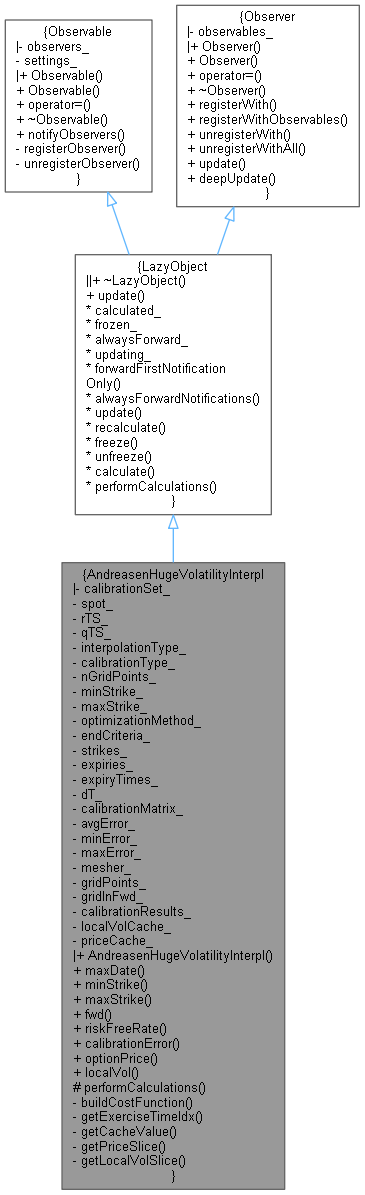 {Observable
|- observers_
- settings_
|+ Observable()
+ Observable()
+ operator=()
+ ~Observable()
+ notifyObservers()
- registerObserver()
- unregisterObserver()
}
{Observer
|- observables_
|+ Observer()
+ Observer()
+ operator=()
+ ~Observer()
+ registerWith()
+ registerWithObservables()
+ unregisterWith()
+ unregisterWithAll()
+ update()
+ deepUpdate()
}
{LazyObject
||+ ~LazyObject()
+ update()
* calculated_
* frozen_
* alwaysForward_
* updating_
* forwardFirstNotification
Only()
* alwaysForwardNotifications()
* update()
* recalculate()
* freeze()
* unfreeze()
* calculate()
* performCalculations()
}
{AndreasenHugeVolatilityInterpl
|- calibrationSet_
- spot_
- rTS_
- qTS_
- interpolationType_
- calibrationType_
- nGridPoints_
- minStrike_
- maxStrike_
- optimizationMethod_
- endCriteria_
- strikes_
- expiries_
- expiryTimes_
- dT_
- calibrationMatrix_
- avgError_
- minError_
- maxError_
- mesher_
- gridPoints_
- gridInFwd_
- calibrationResults_
- localVolCache_
- priceCache_
|+ AndreasenHugeVolatilityInterpl()
+ maxDate()
+ minStrike()
+ maxStrike()
+ fwd()
+ riskFreeRate()
+ calibrationError()
+ optionPrice()
+ localVol()
# performCalculations()
- buildCostFunction()
- getExerciseTimeIdx()
- getCacheValue()
- getPriceSlice()
- getLocalVolSlice()
}